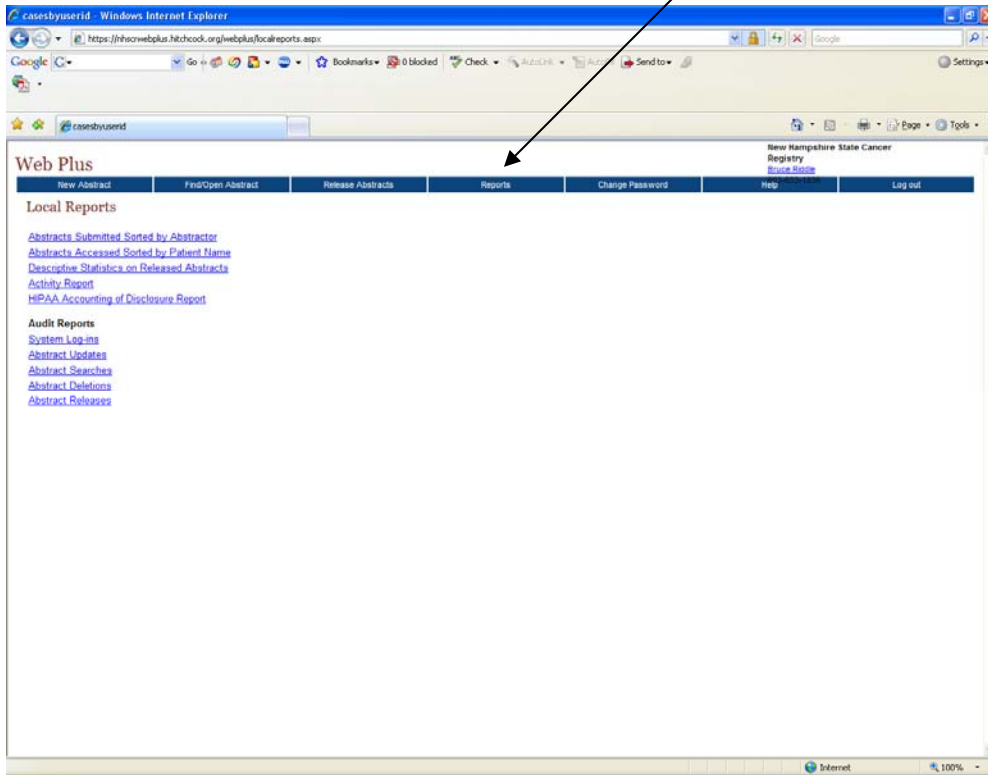 casesbyuserid - Windows Internet Explorer
https://nhscrwebplus.hitchcock.org/webplus/localreports.aspx
Google
Google
Go
Bookmarks
0 blocked
Check
AutoLink
Send to
Settings
casesbyuserid
Page
Tools
New Hampshire State Cancer
Registry
Bruce Riddle
Web Plus
New Abstract
Find/Open Abstract
Release Abstracts
Reports
Change Password
Help
Log out
Local Reports
Abstracts Submitted Sorted by Abstractor
Abstracts Accessed Sorted by Patient Name
Descriptive Statistics on Released Abstracts
Activity Report
HIPAA Accounting of Disclosure Report
Audit Reports
System Log-ins
Abstract Updates
Abstract Searches
Abstract Deletions
Abstract Releases
Internet
100%